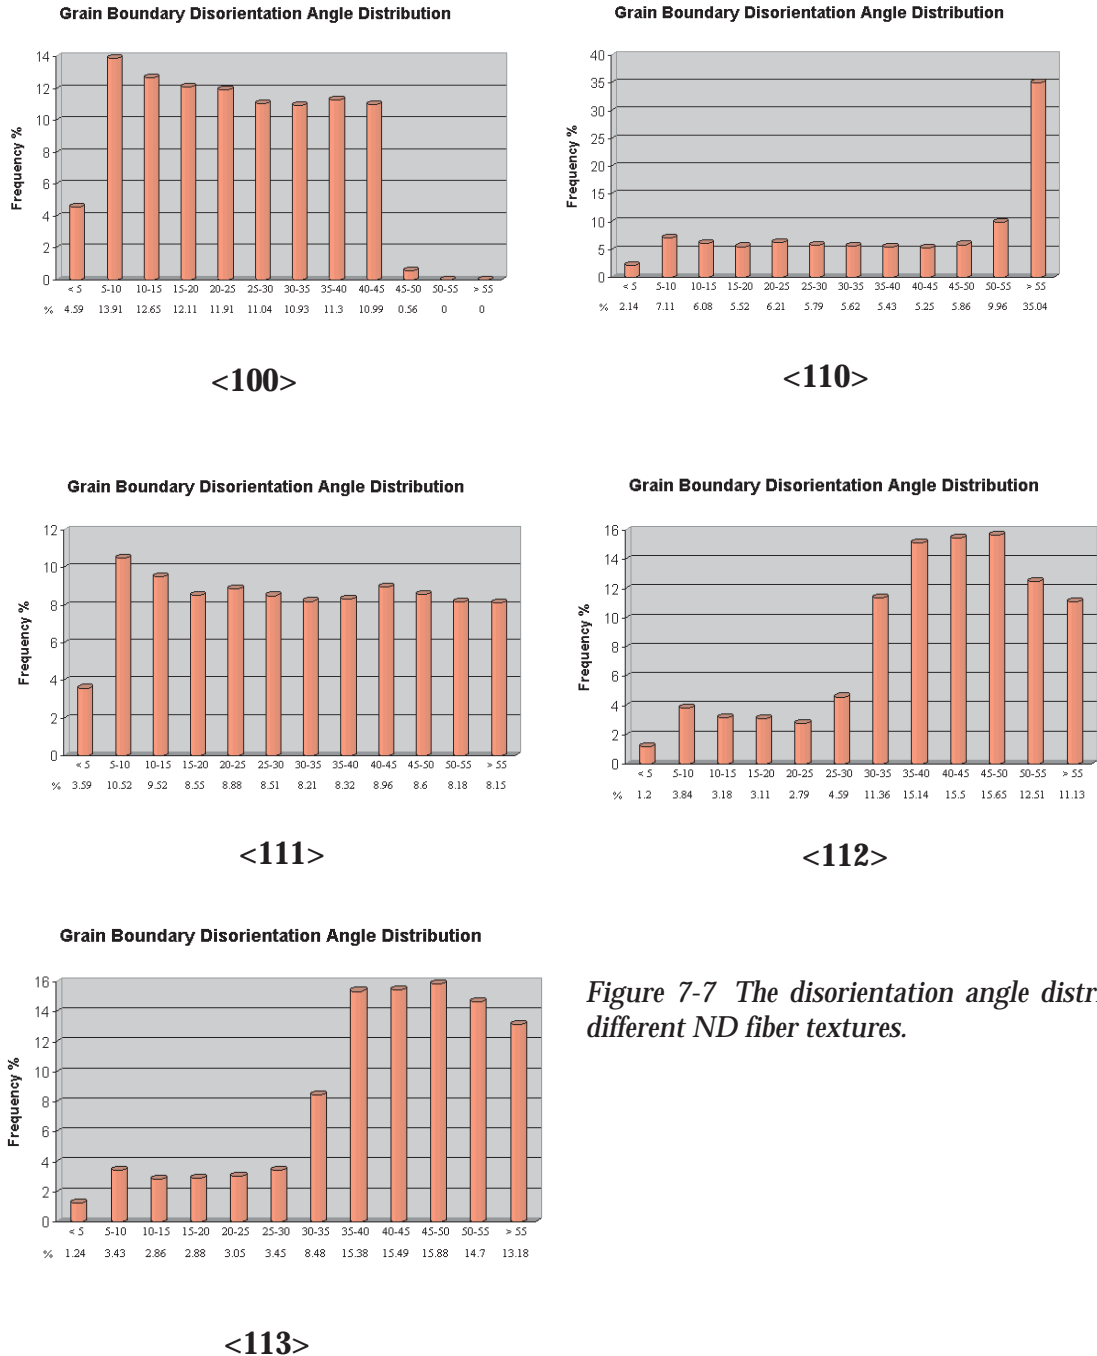 Grain Boundary Disorientation Angle Distribution
Frequency %
14
12
10
8
6
4
2
0
< 5 5-10 10-15 15-20 20-25 25-30 30-35 35-40 40-45 45-50 50-55 > 55
% 4.59 13.91 12.65 12.11 11.91 11.04 10.93 11.3 10.99 0.56 0 0
<100>
Grain Boundary Disorientation Angle Distribution
Frequency %
40
35
30
25
20
15
10
5
0
< 5 5-10 10-15 15-20 20-25 25-30 30-35 35-40 40-45 45-50 50-55 > 55
% 2.14 7.11 6.08 5.52 6.21 5.79 5.62 5.43 5.25 5.86 9.96 35.04
<110>
Grain Boundary Disorientation Angle Distribution
Frequency %
12
10
8
6
4
2
0
< 5 5-10 10-15 15-20 20-25 25-30 30-35 35-40 40-45 45-50 50-55 > 55
% 3.59 10.52 9.52 8.55 8.88 8.51 8.21 8.32 8.96 8.6 8.18 8.15
<111>
Grain Boundary Disorientation Angle Distribution
Frequency %
16
14
12
10
8
6
4
2
0
< 5 5-10 10-15 15-20 20-25 25-30 30-35 35-40 40-45 45-50 50-55 > 55
% 1.2 3.84 3.18 3.11 2.79 4.59 11.36 15.14 15.5 15.65 12.51 11.13
<112>
Grain Boundary Disorientation Angle Distribution
Frequency %
16
14
12
10
8
6
4
2
0
< 5 5-10 10-15 15-20 20-25 25-30 30-35 35-40 40-45 45-50 50-55 > 55
% 1.24 3.43 2.86 2.88 3.05 3.45 8.48 15.38 15.49 15.88 14.7 13.18
<113>
Figure 7-7 The disorientation angle distr
different ND fiber textures.